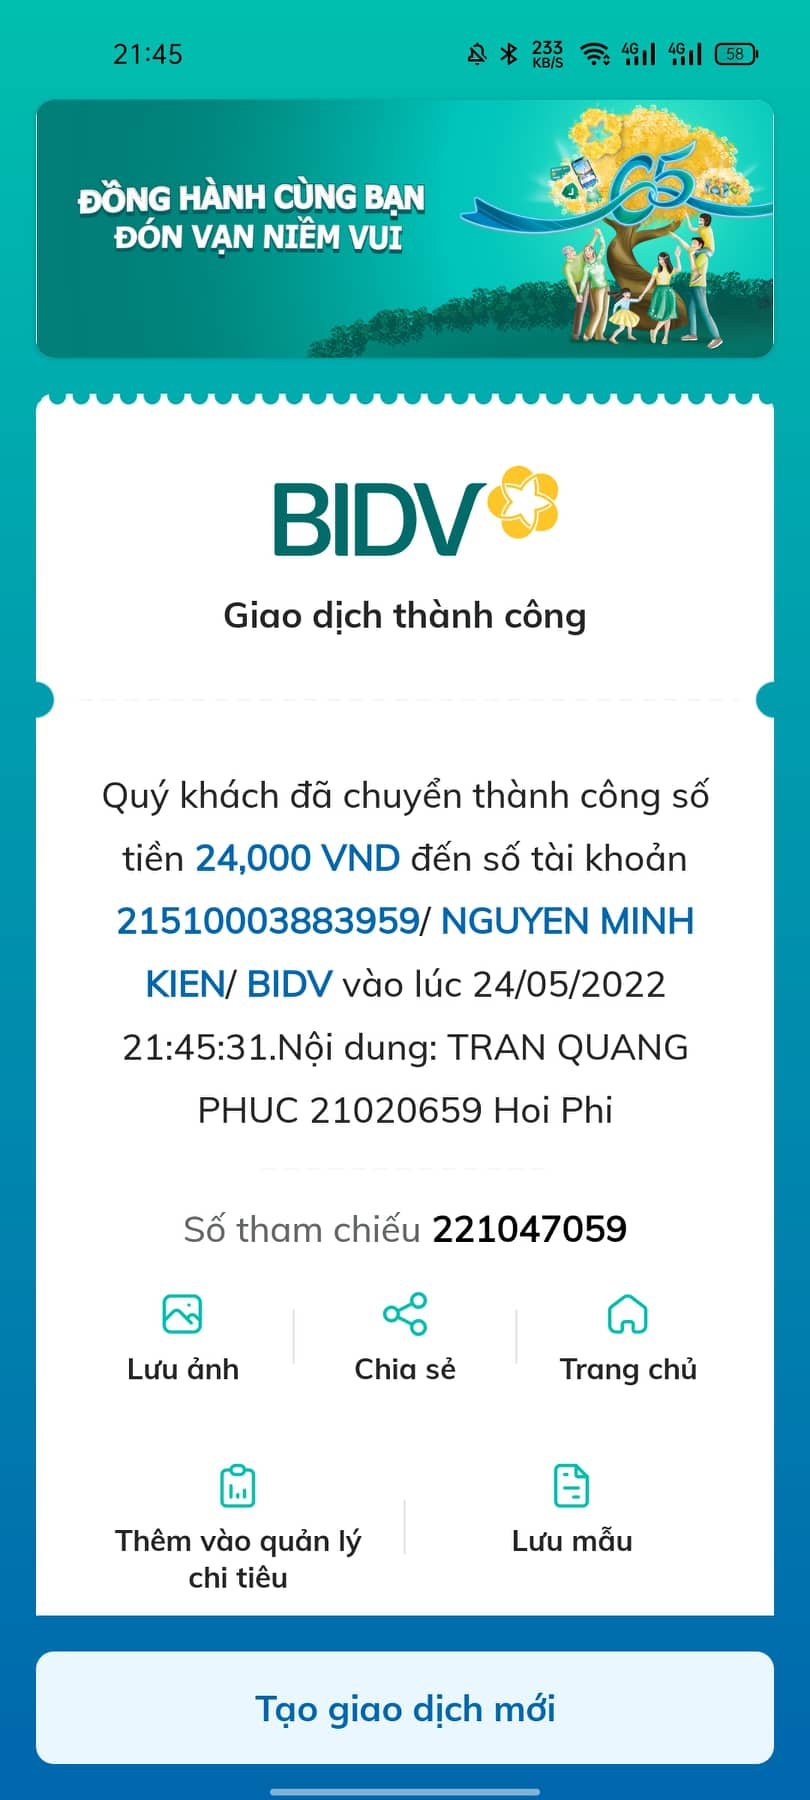 21:45
233
KB/S
4G
4G
58
ĐỒNG HÀNH CÙNG BẠN
ĐÓN VẠN NIỀM VUI
65
BIDV
Giao dịch thành công
Quý khách đã chuyển thành công số
tiền 24,000 VND đến số tài khoản
21510003883959/ NGUYEN MINH
KIEN/ BIDV vào lúc 24/05/2022
21:45:31.Nội dung: TRAN QUANG
PHUC 21020659 Hoi Phi
Số tham chiếu 221047059
Lưu ảnh
Chia sẻ
Trang chủ
Thêm vào quản lý
chi tiêu
Lưu mẫu
Tạo giao dịch mới